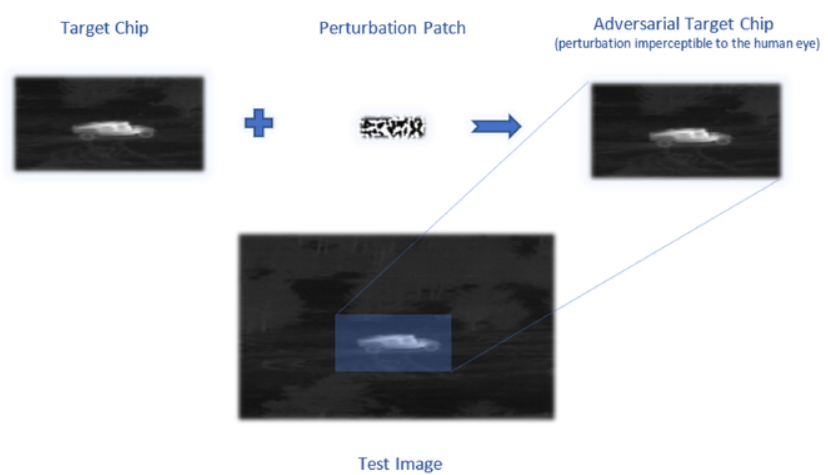 Target Chip
Perturbation Patch
Adversarial Target Chip
(perturbation imperceptible to the human eye)
Test Image